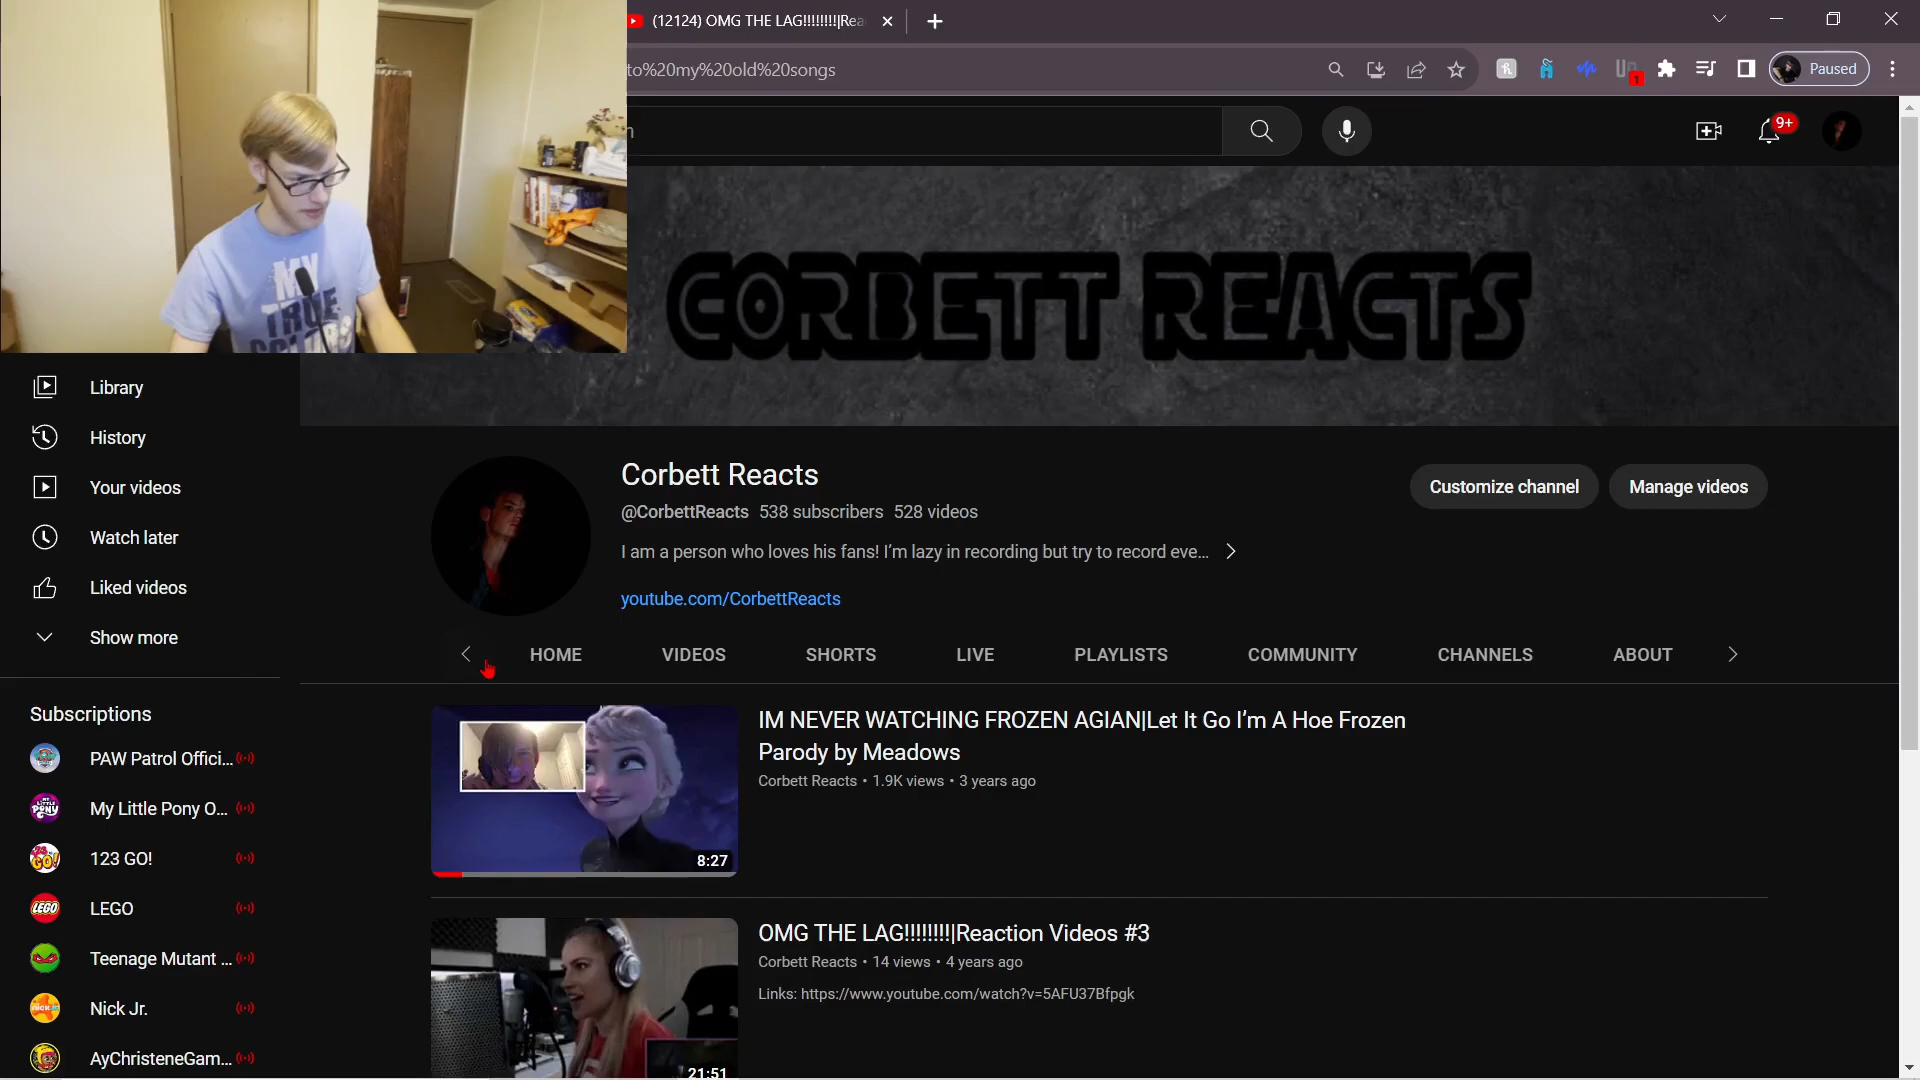 (12124) OMG THE LAG!!!!!!!!|Rea
to%20my%20old%20songs
1
Paused
n
9+
CORBETT REACTS
MY
TRUE
Library
History
Your videos
Watch later
Liked videos
Show more
Corbett Reacts
@CorbettReacts 538 subscribers 528 videos
I am a person who loves his fans! I'm lazy in recording but try to record eve...
youtube.com/CorbettReacts
Customize channel
Manage videos
HOME VIDEOS SHORTS LIVE PLAYLISTS COMMUNITY CHANNELS ABOUT
Subscriptions
PAW Patrol Offici...
My Little Pony O...
123 GO!
LEGO
Teenage Mutant ...
Nick Jr.
AyChristeneGam...
8:27
IM NEVER WATCHING FROZEN AGIAN|Let It Go I'm A Hoe Frozen
Parody by Meadows
Corbett Reacts • 1.9K views • 3 years ago
21:51
OMG THE LAG!!!!!!!!|Reaction Videos #3
Corbett Reacts • 14 views • 4 years ago
Links: https://www.youtube.com/watch?v=5AFU37Bfpgk